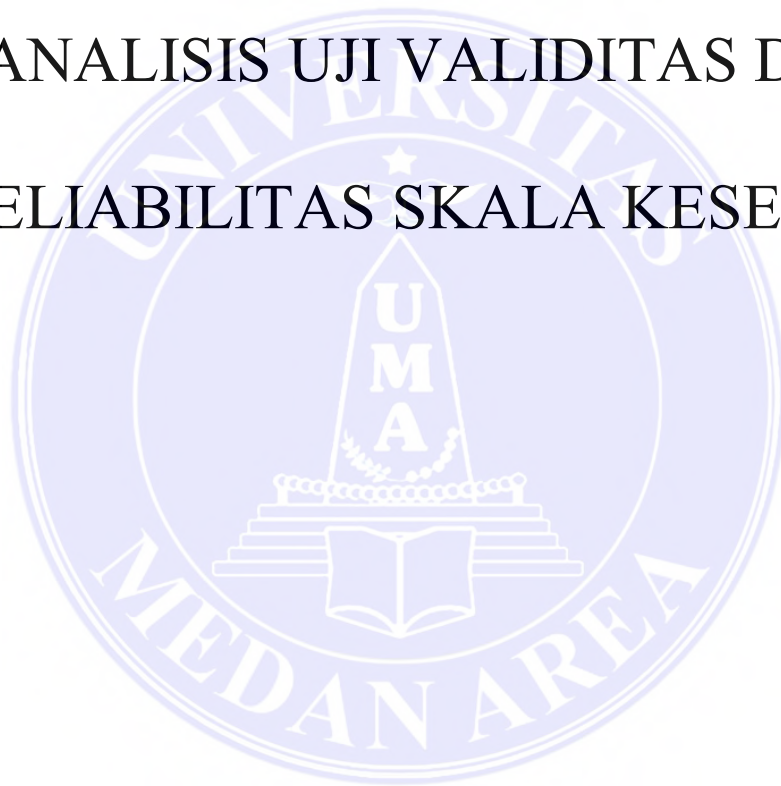 ANALISIS UJI VALIDITAS D
ELIABILITAS SKALA KESE
UNIVERSITAS
U
M
A
MEDAN AREA